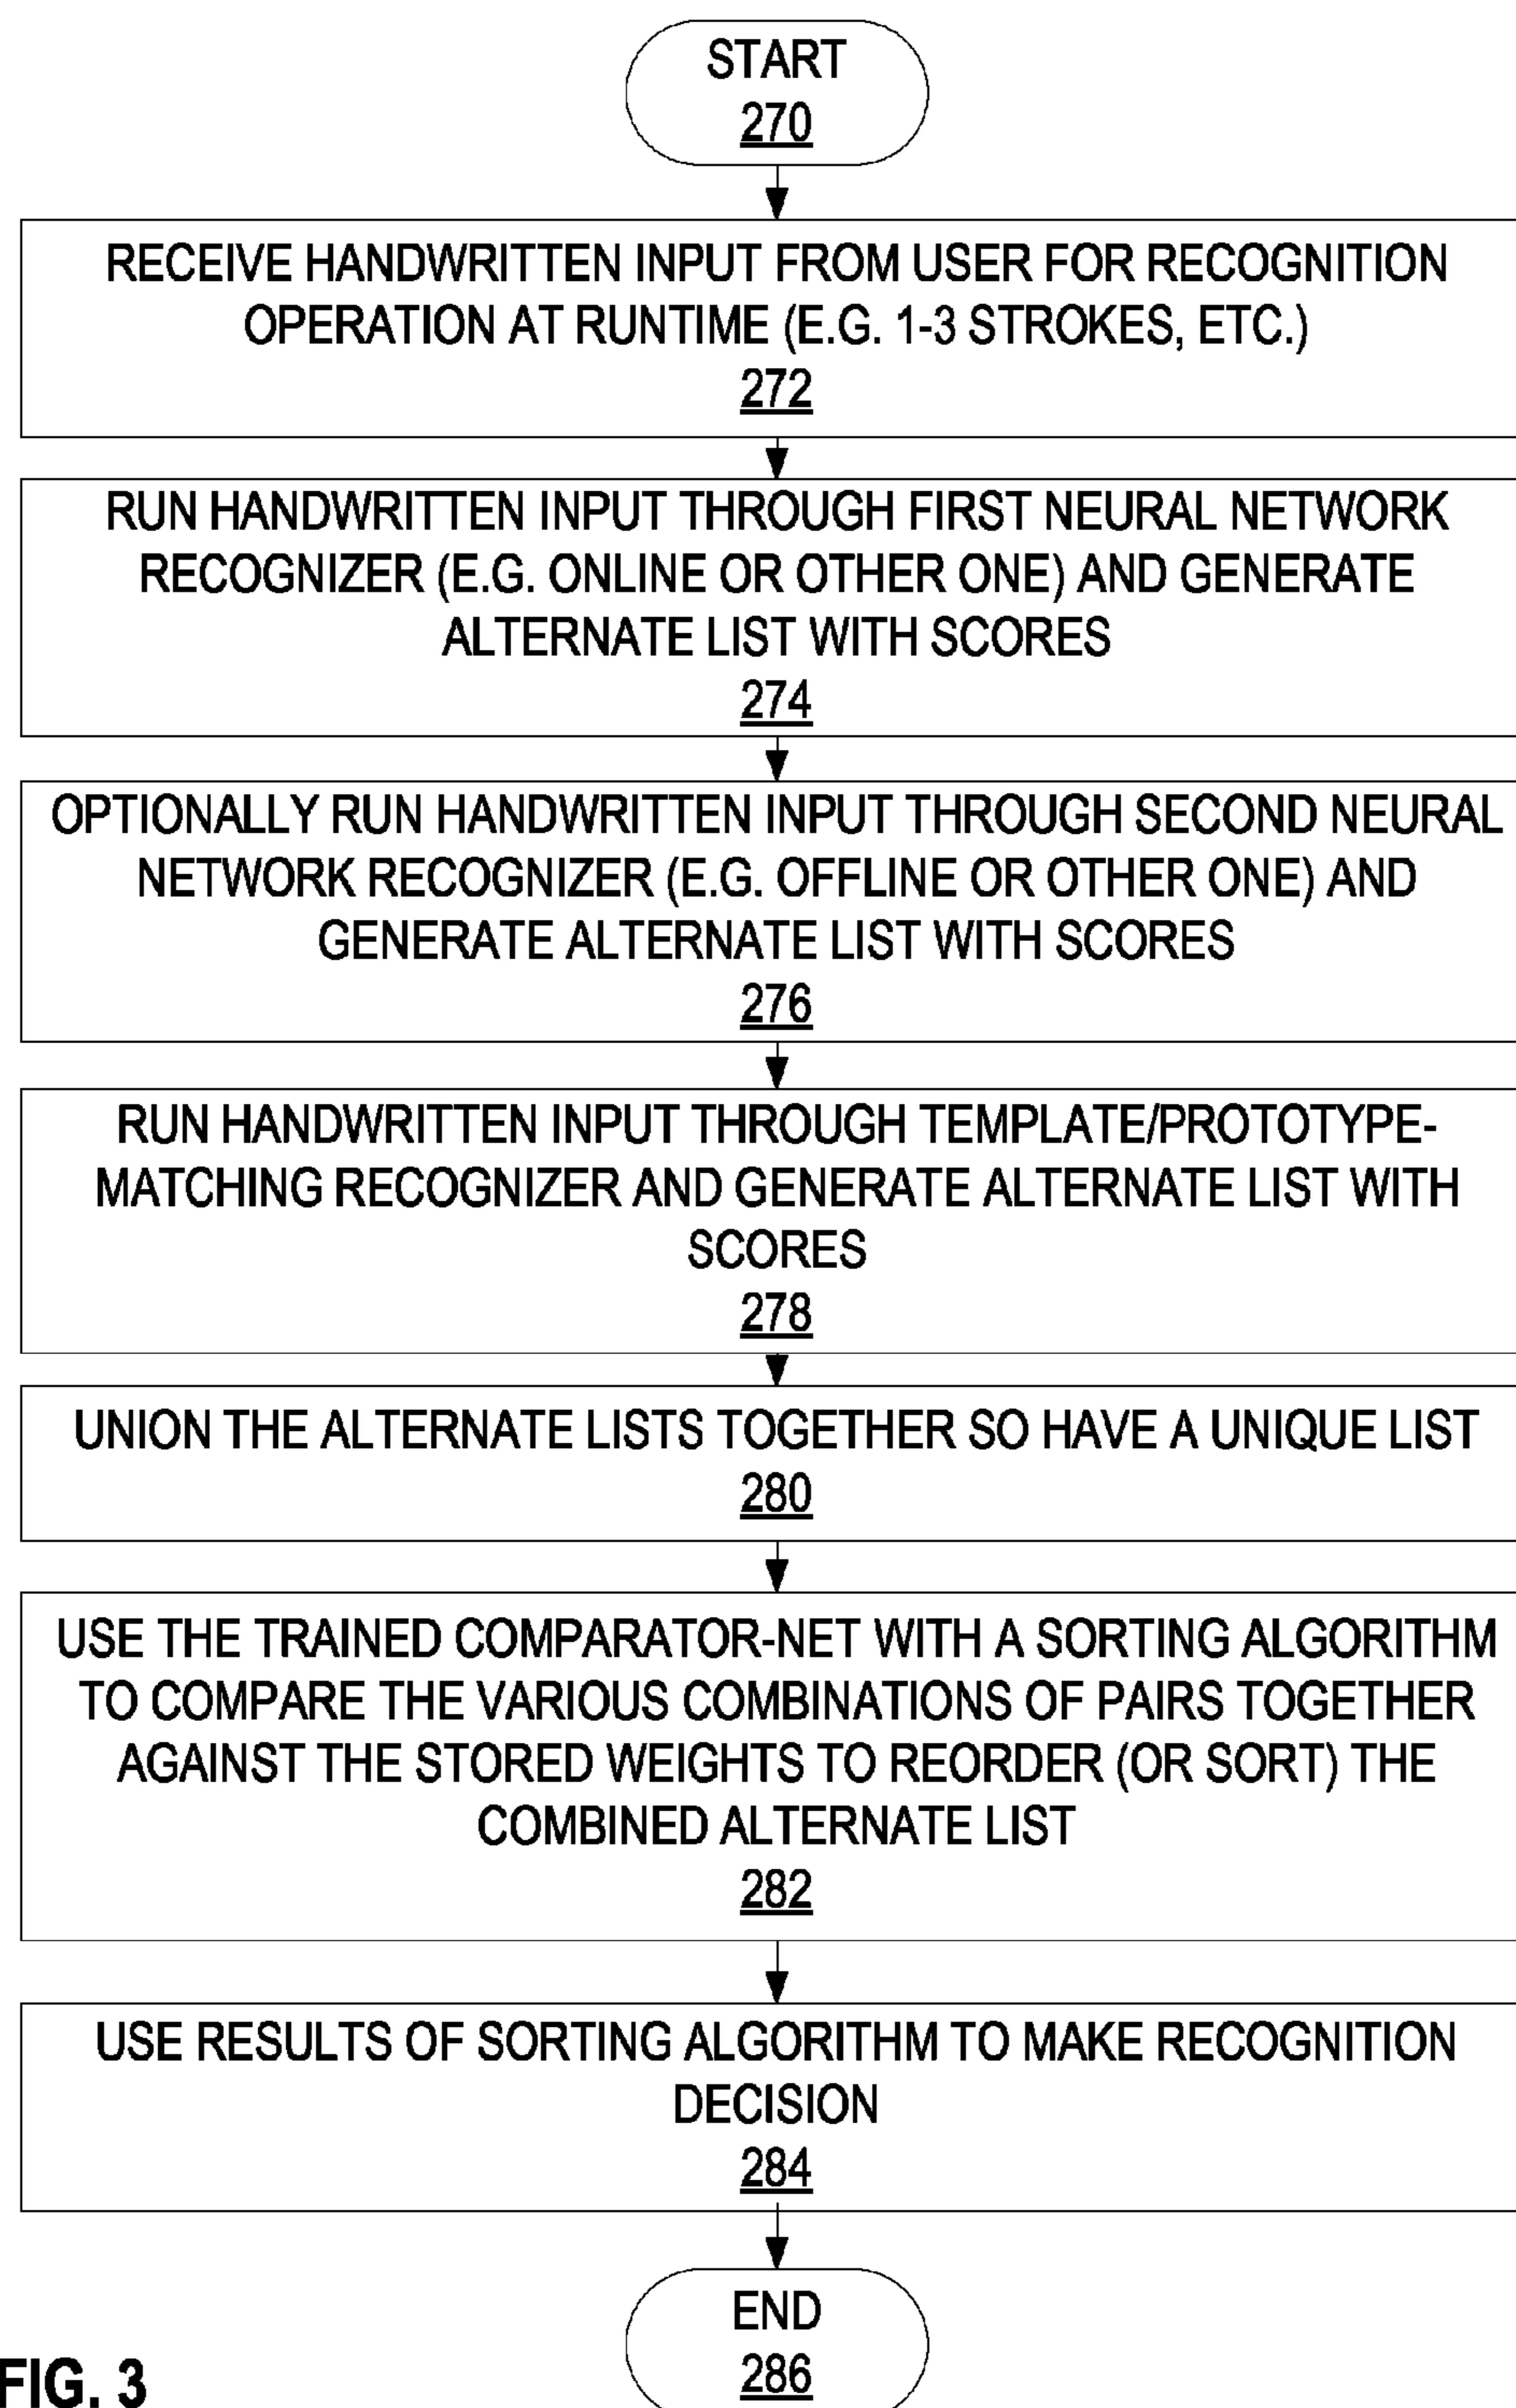 START
270
RECEIVE HANDWRITTEN INPUT FROM USER FOR RECOGNITION
OPERATION AT RUNTIME (E.G. 1-3 STROKES, ETC.)
272
RUN HANDWRITTEN INPUT THROUGH FIRST NEURAL NETWORK
RECOGNIZER (E.G. ONLINE OR OTHER ONE) AND GENERATE
ALTERNATE LIST WITH SCORES
274
OPTIONALLY RUN HANDWRITTEN INPUT THROUGH SECOND NEURAL
NETWORK RECOGNIZER (E.G. OFFLINE OR OTHER ONE) AND
GENERATE ALTERNATE LIST WITH SCORES
276
RUN HANDWRITTEN INPUT THROUGH TEMPLATE/PROTOTYPE-
MATCHING RECOGNIZER AND GENERATE ALTERNATE LIST WITH
SCORES
278
UNION THE ALTERNATE LISTS TOGETHER SO HAVE A UNIQUE LIST
280
USE THE TRAINED COMPARATOR-NET WITH A SORTING ALGORITHM
TO COMPARE THE VARIOUS COMBINATIONS OF PAIRS TOGETHER
AGAINST THE STORED WEIGHTS TO REORDER (OR SORT) THE
COMBINED ALTERNATE LIST
282
USE RESULTS OF SORTING ALGORITHM TO MAKE RECOGNITION
DECISION
284
END
286
FIG. 3